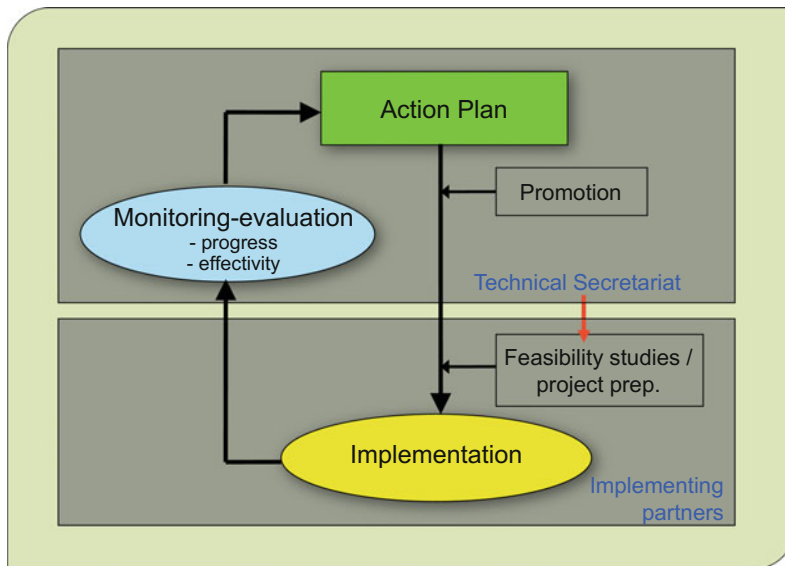 Action Plan
Promotion
Monitoring-evaluation
- progress
- effectivity
Technical Secretariat
Feasibility studies /
project prep.
Implementation
Implementing
partners